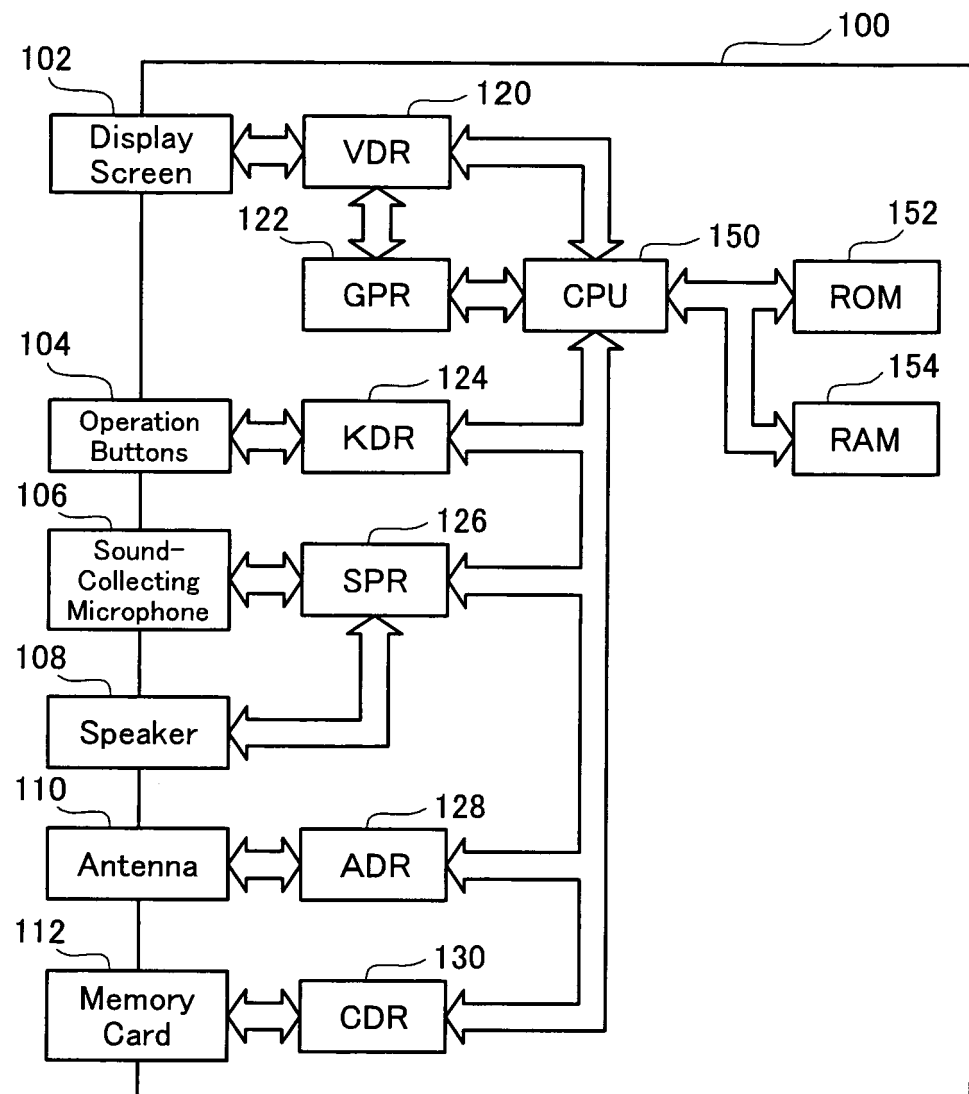 100
102
120
Display
Screen
VDR
122
150
152
GPR
CPU
ROM
104
124
154
Operation
Buttons
KDR
RAM
106
126
Sound-
Collecting
Microphone
SPR
108
Speaker
110
128
Antenna
ADR
112
130
Memory
Card
CDR